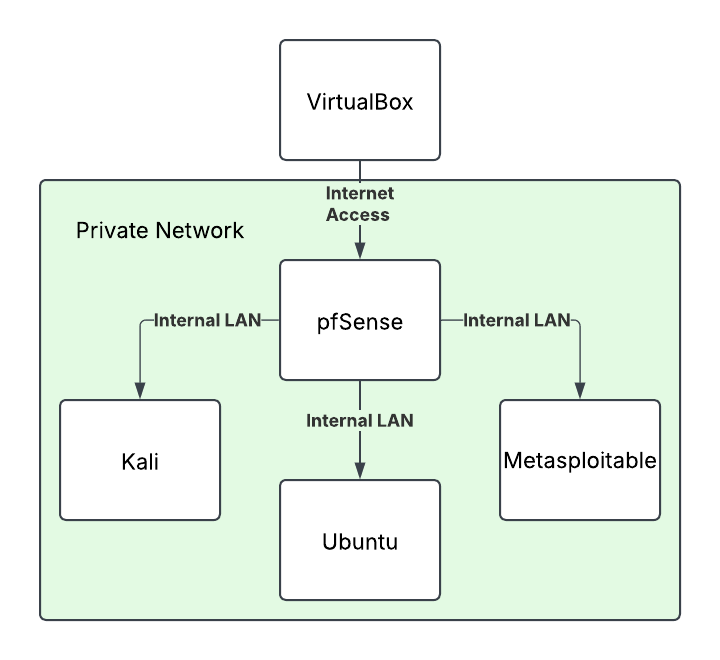 VirtualBox
Internet
Access
Private Network
Internal LAN
pfSense
Internal LAN
Internal LAN
Kali
Metasploitable
Ubuntu